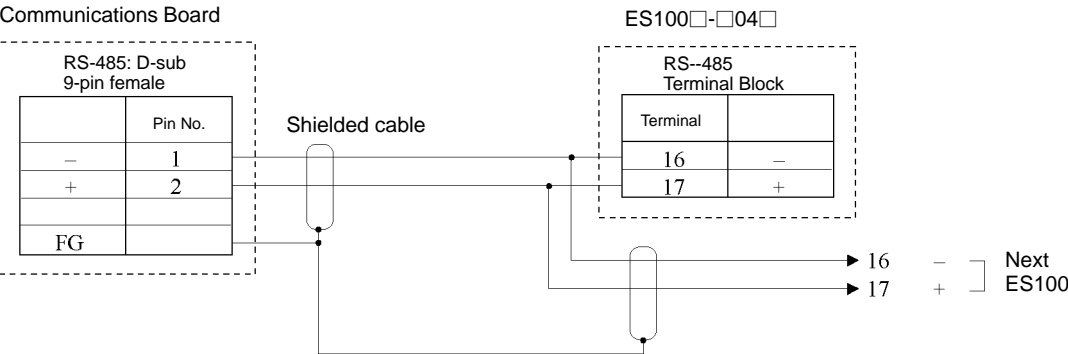 Communications Board
ES100□-□04□
RS-485: D-sub
9-pin female
RS--485
Terminal Block
Pin No.
Shielded cable
Terminal
− 1
16 −
+ 2
17 +
FG
16 − Next
17 + ES100